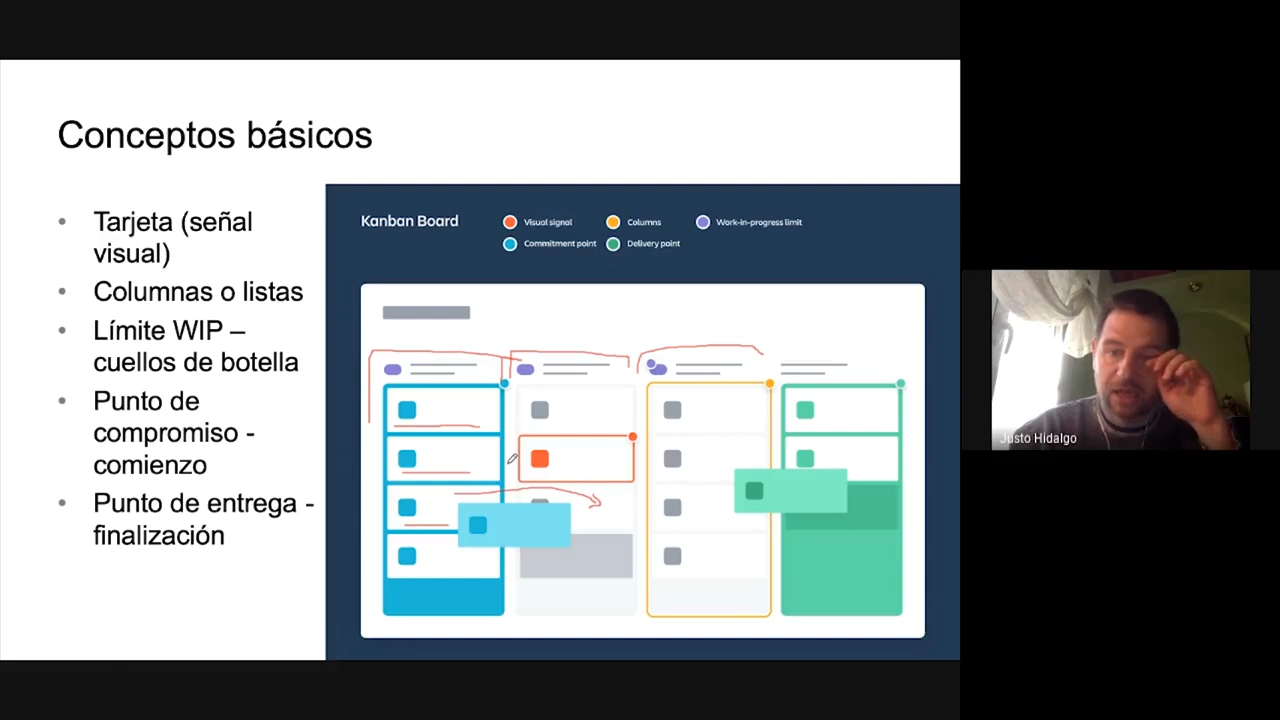 Conceptos básicos
• Tarjeta (señal
visual)
• Columnas o listas
• Límite WIP –
cuellos de botella
• Punto de
compromiso -
comienzo
• Punto de entrega -
finalización
Kanban Board
Visual signal
Columns
Work-in-progress limit
Commitment point
Delivery point
Justo Hidalgo